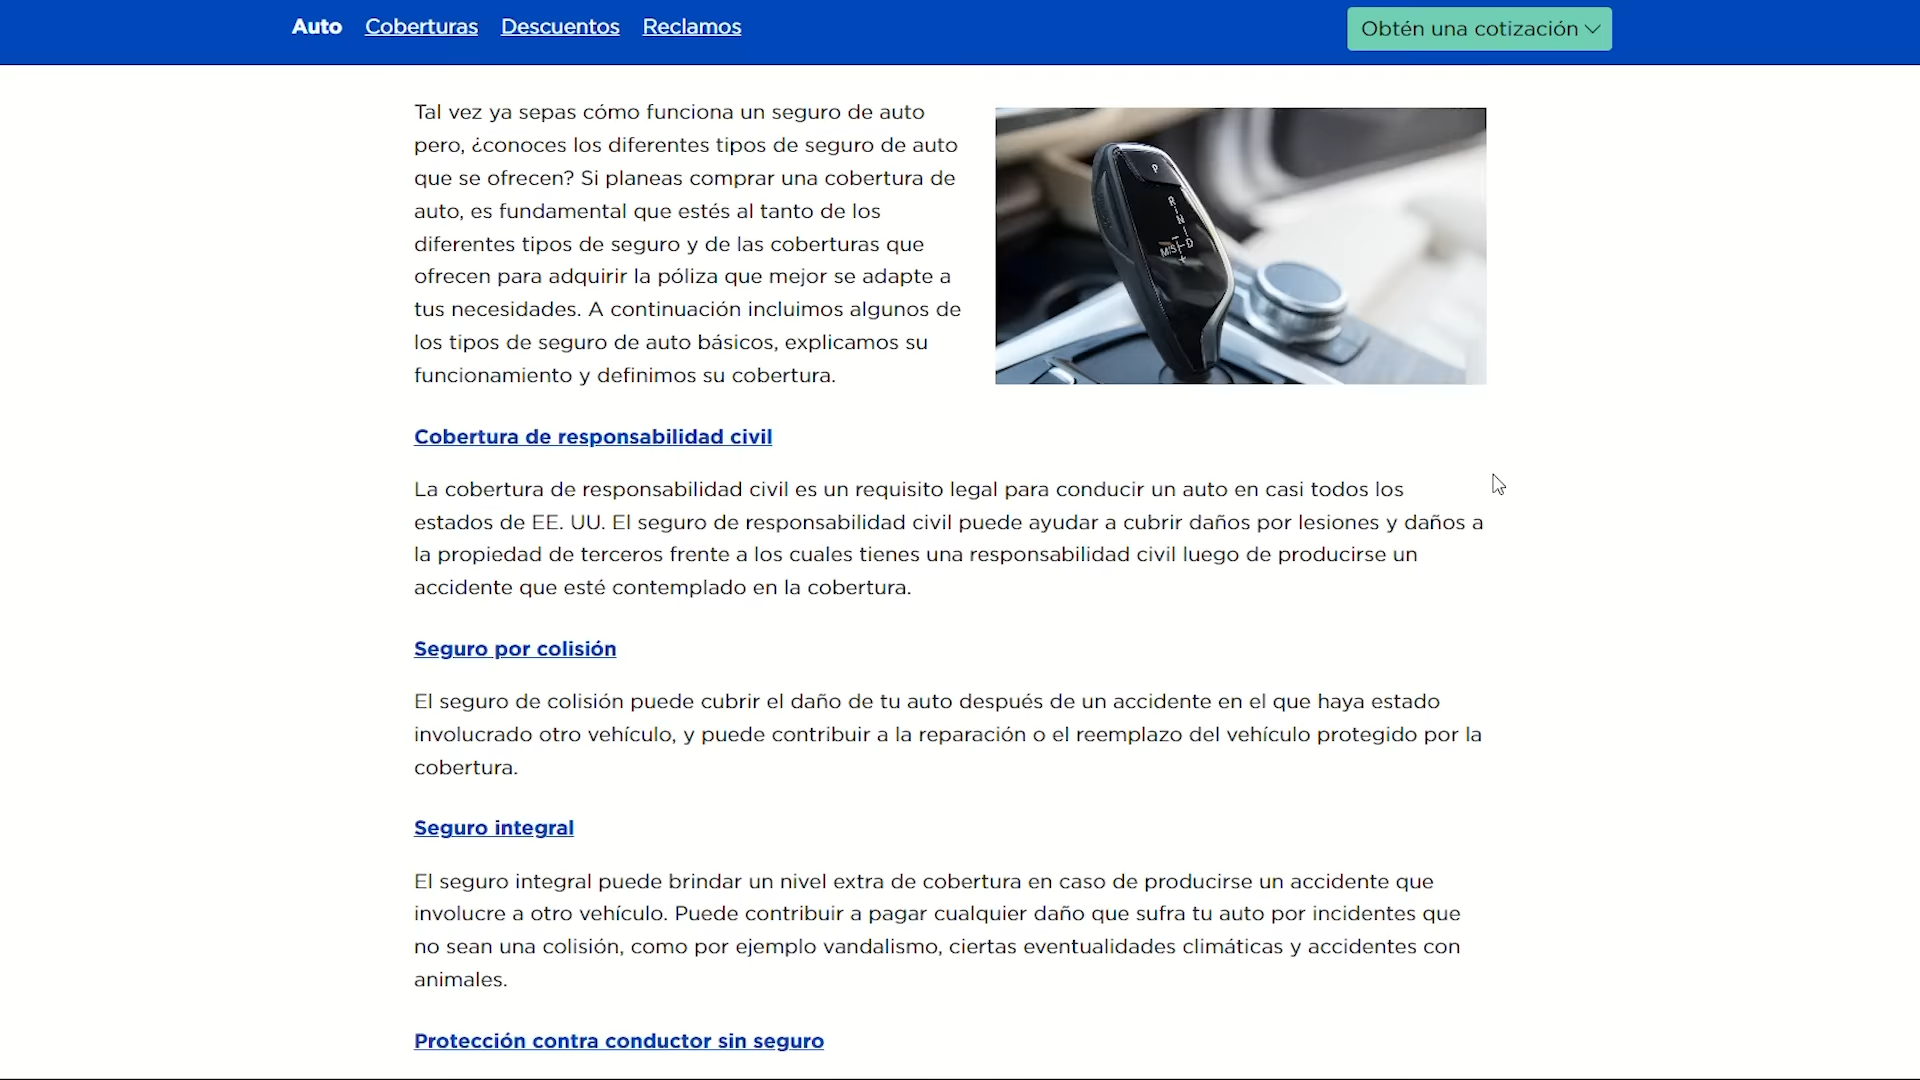 Auto Coberturas Descuentos Reclamos Obtén una cotización
Tal vez ya sepas cómo funciona un seguro de auto
pero, ¿conoces los diferentes tipos de seguro de auto
que se ofrecen? Si planeas comprar una cobertura de
auto, es fundamental que estés al tanto de los
diferentes tipos de seguro y de las coberturas que
ofrecen para adquirir la póliza que mejor se adapte a
tus necesidades. A continuación incluimos algunos de
los tipos de seguro de auto básicos, explicamos su
funcionamiento y definimos su cobertura.
P
R
N
M/S D
+
Cobertura de responsabilidad civil
La cobertura de responsabilidad civil es un requisito legal para conducir un auto en casi todos los
estados de EE. UU. El seguro de responsabilidad civil puede ayudar a cubrir daños por lesiones y daños a
la propiedad de terceros frente a los cuales tienes una responsabilidad civil luego de producirse un
accidente que esté contemplado en la cobertura.
Seguro por colisión
El seguro de colisión puede cubrir el daño de tu auto después de un accidente en el que haya estado
involucrado otro vehículo, y puede contribuir a la reparación o el reemplazo del vehículo protegido por la
cobertura.
Seguro integral
El seguro integral puede brindar un nivel extra de cobertura en caso de producirse un accidente que
involucre a otro vehículo. Puede contribuir a pagar cualquier daño que sufra tu auto por incidentes que
no sean una colisión, como por ejemplo vandalismo, ciertas eventualidades climáticas y accidentes con
animales.
Protección contra conductor sin seguro